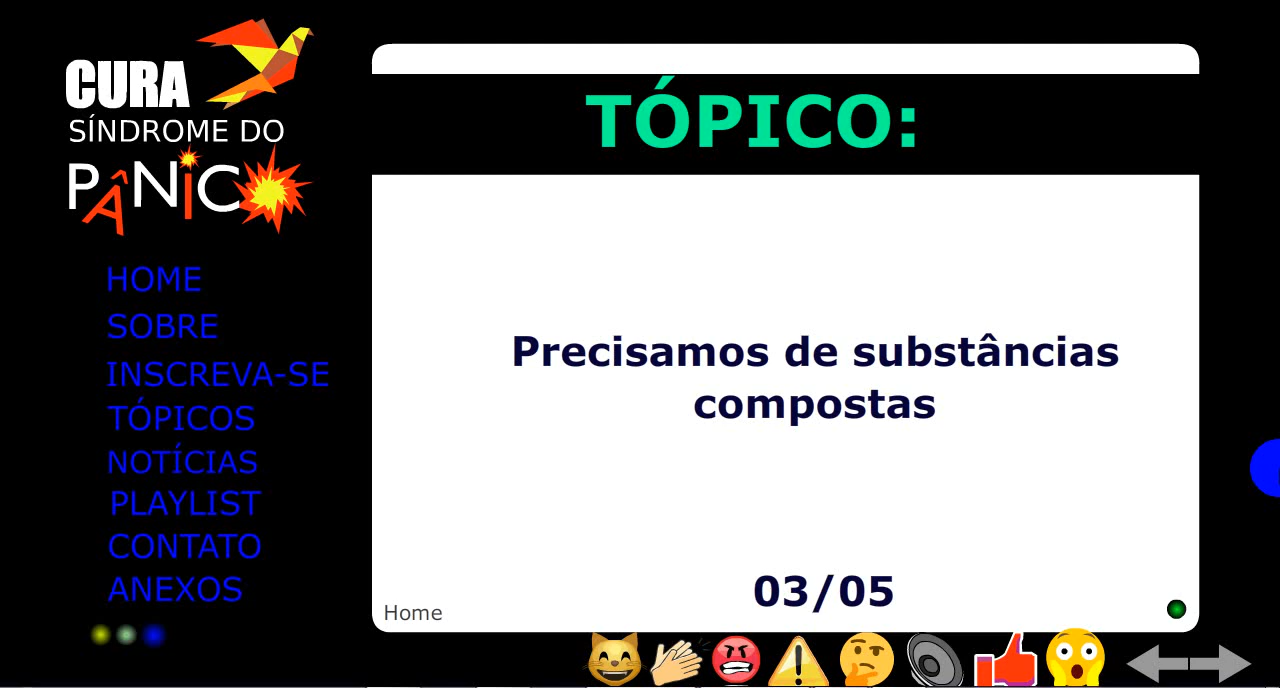 CURA
SÍNDROME DO
PÂNICO
HOME
SOBRE
INSCREVA-SE
TÓPICOS
NOTÍCIAS
PLAYLIST
CONTATO
ANEXOS
TÓPICO:
Precisamos de substâncias
compostas
03/05
Home